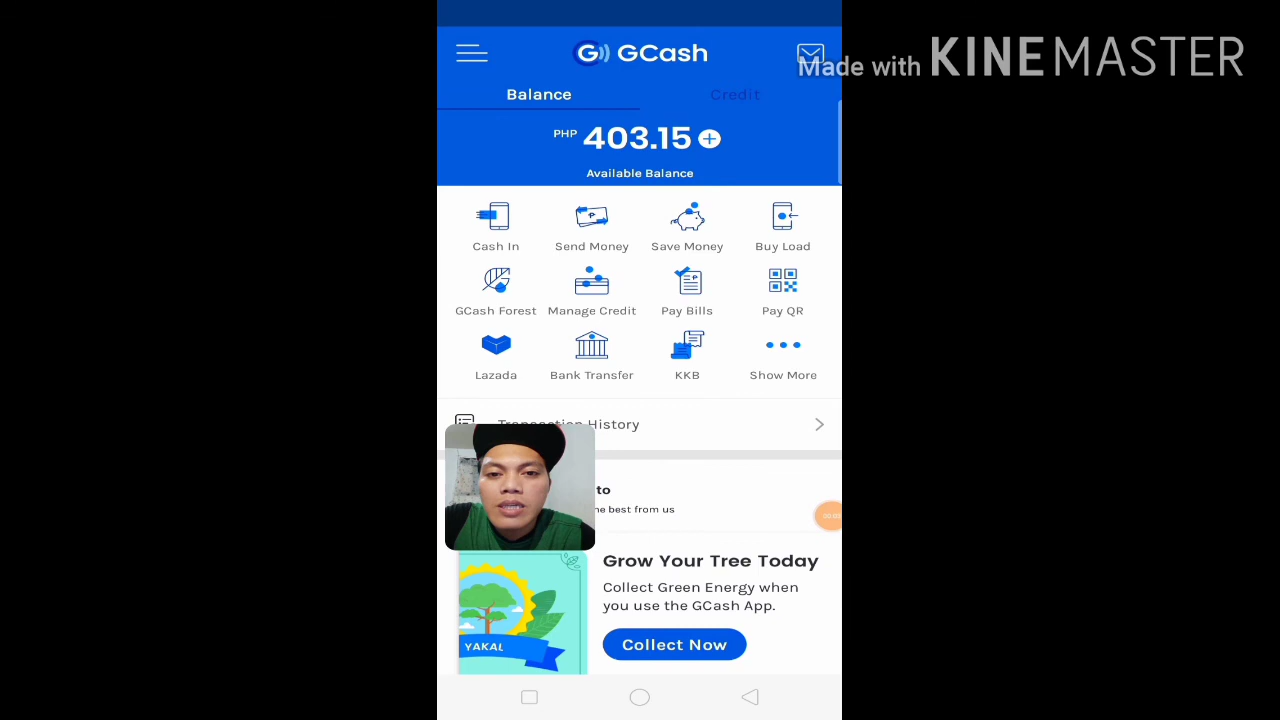 GCash
Made with KINEMASTER
Balance
Credit
PHP 403.15
Available Balance
Cash In
Send Money
Save Money
Buy Load
GCash Forest
Manage Credit
Pay Bills
Pay QR
Lazada
Bank Transfer
KKB
Show More
Transaction History
to
he best from us
Grow Your Tree Today
Collect Green Energy when
you use the GCash App.
YAKAL
Collect Now